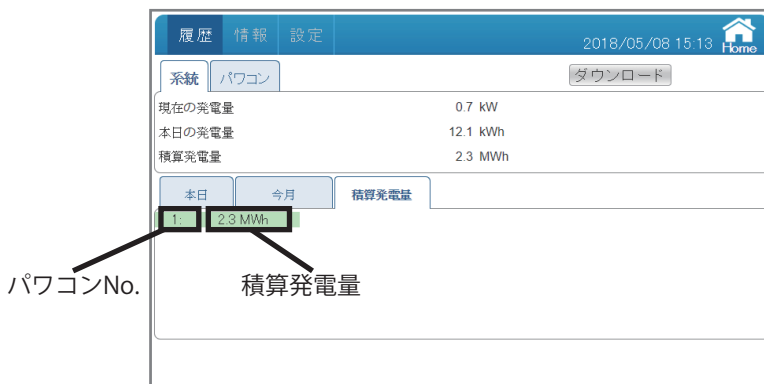 履歴 情報 設定
2018/05/08 15:13 Home
系統 パワコン ダウンロード
現在の発電量 0.7 kW
本日の発電量 12.1 kWh
積算発電量 2.3 MWh
本日 今月 積算発電量
1: 2.3 MWh
パワコンNo. 積算発電量